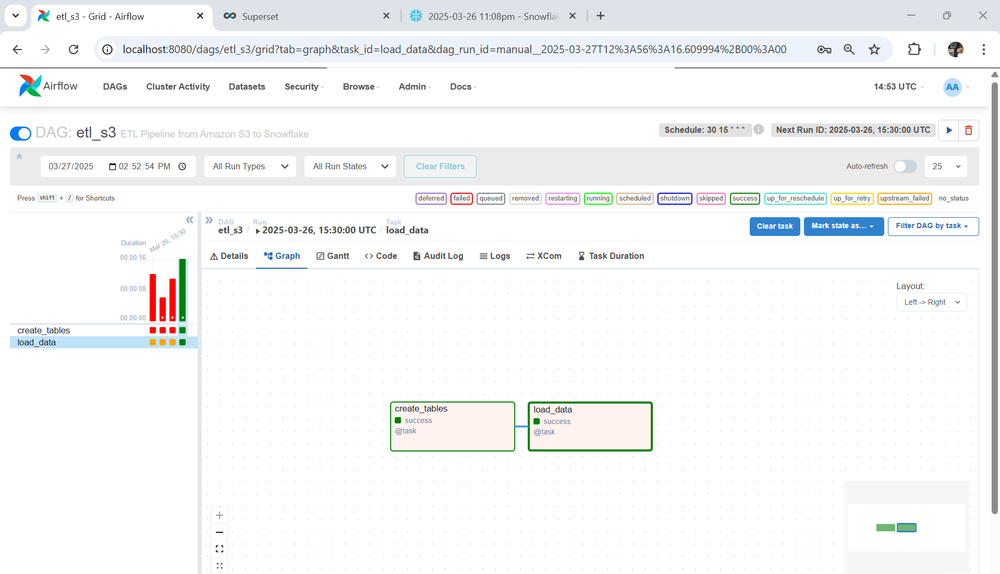 etl_s3 - Grid - Airflow
Superset
2025-03-26 11:08pm - Snowflak
localhost:8080/dags/etl_s3/grid?tab=graph&task_id=load_data&dag_run_id=manual__2025-03-27T12%3A56%3A16.609994%2B00%3A00
Airflow DAGs Cluster Activity Datasets Security Browse Admin Docs 14:53 UTC AA
DAG: etl_s3 ETL Pipeline from Amazon S3 to Snowflake
Schedule: 30 15 * * * i Next Run ID: 2025-03-26, 15:30:00 UTC
03/27/2025 02:52:54 PM All Run Types All Run States Clear Filters Auto-refresh 25
Press shift + / for Shortcuts
deferred failed queued removed restarting running scheduled shutdown skipped success up_for_reschedule up_for_retry upstream_failed no_status
DAG Run Task
etl_s3 / 2025-03-26, 15:30:00 UTC / load_data
Clear task Mark state as... Filter DAG by task
Duration
Mar 26, 15:30
00:00:16
00:00:08
00:00:00
create_tables
load_data
Details Graph Gantt Code Audit Log Logs XCom Task Duration
Layout:
Left -> Right
create_tables
success
@task
load_data
success
@task